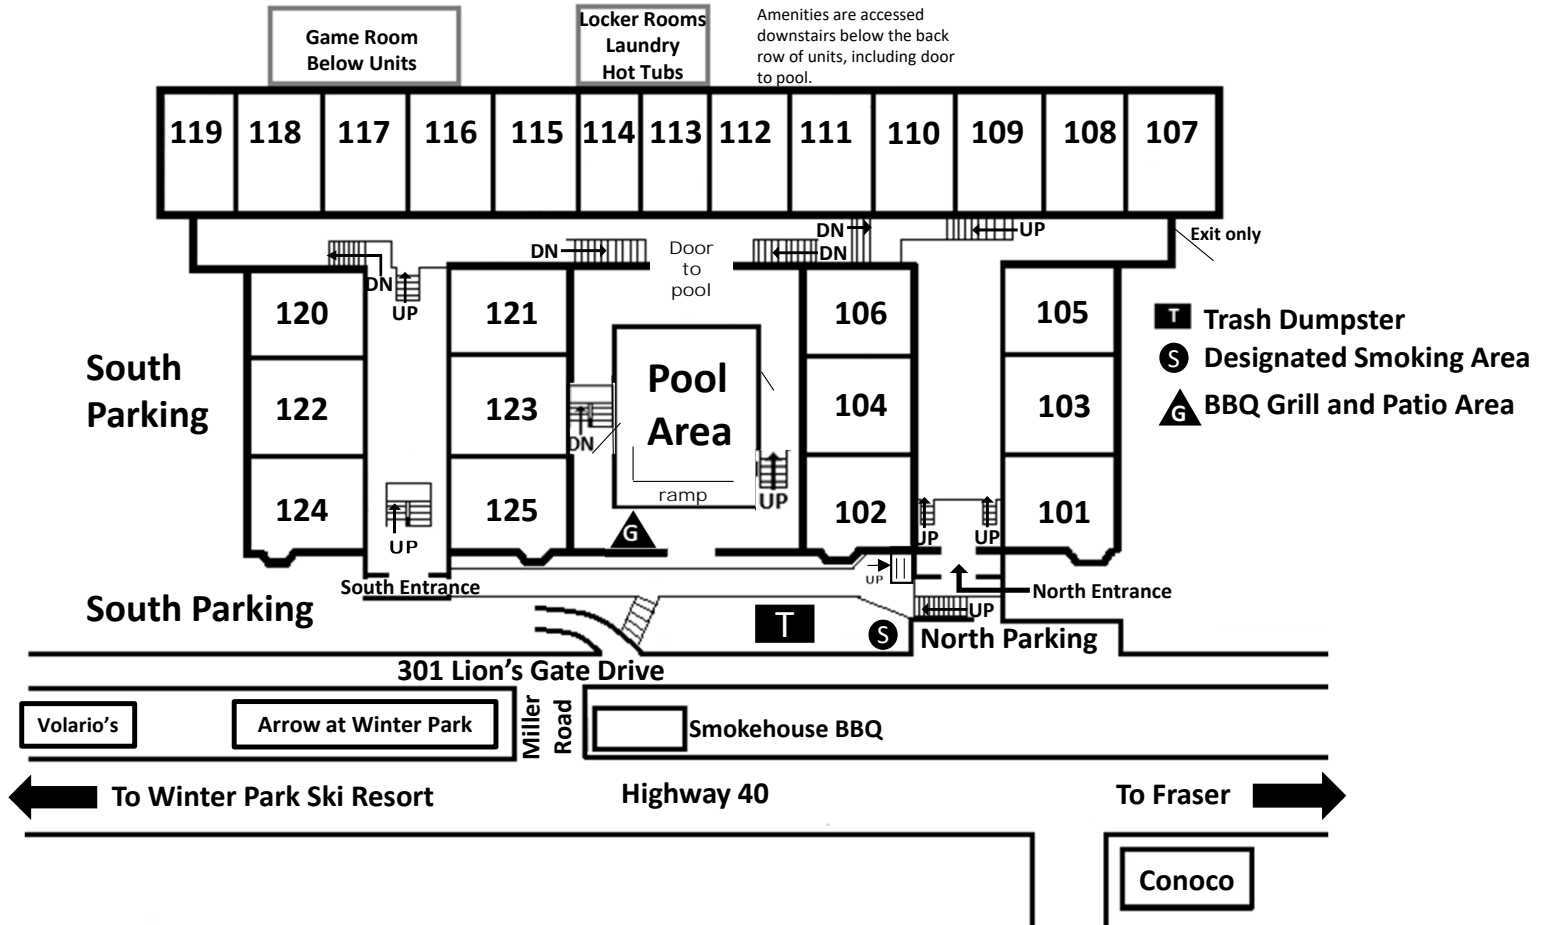 Game Room
Below Units
Locker Rooms
Laundry
Hot Tubs
Amenities are accessed
downstairs below the back
row of units, including door
to pool.
119 118 117 116 115 114 113 112 111 110 109 108 107
DN
UP
Exit only
DN
Door
to
pool
DN
DN
UP
120
121
106
105
T Trash Dumpster
S Designated Smoking Area
G BBQ Grill and Patio Area
South
Parking
122
123
DN
Pool
Area
ramp
UP
104
103
124
UP
125
G
102
UP
UP
101
South Entrance
UP
North Entrance
South Parking
T
S
UP
North Parking
301 Lion's Gate Drive
Volario's
Arrow at Winter Park
Miller
Road
Smokehouse BBQ
To Winter Park Ski Resort
Highway 40
To Fraser
Conoco